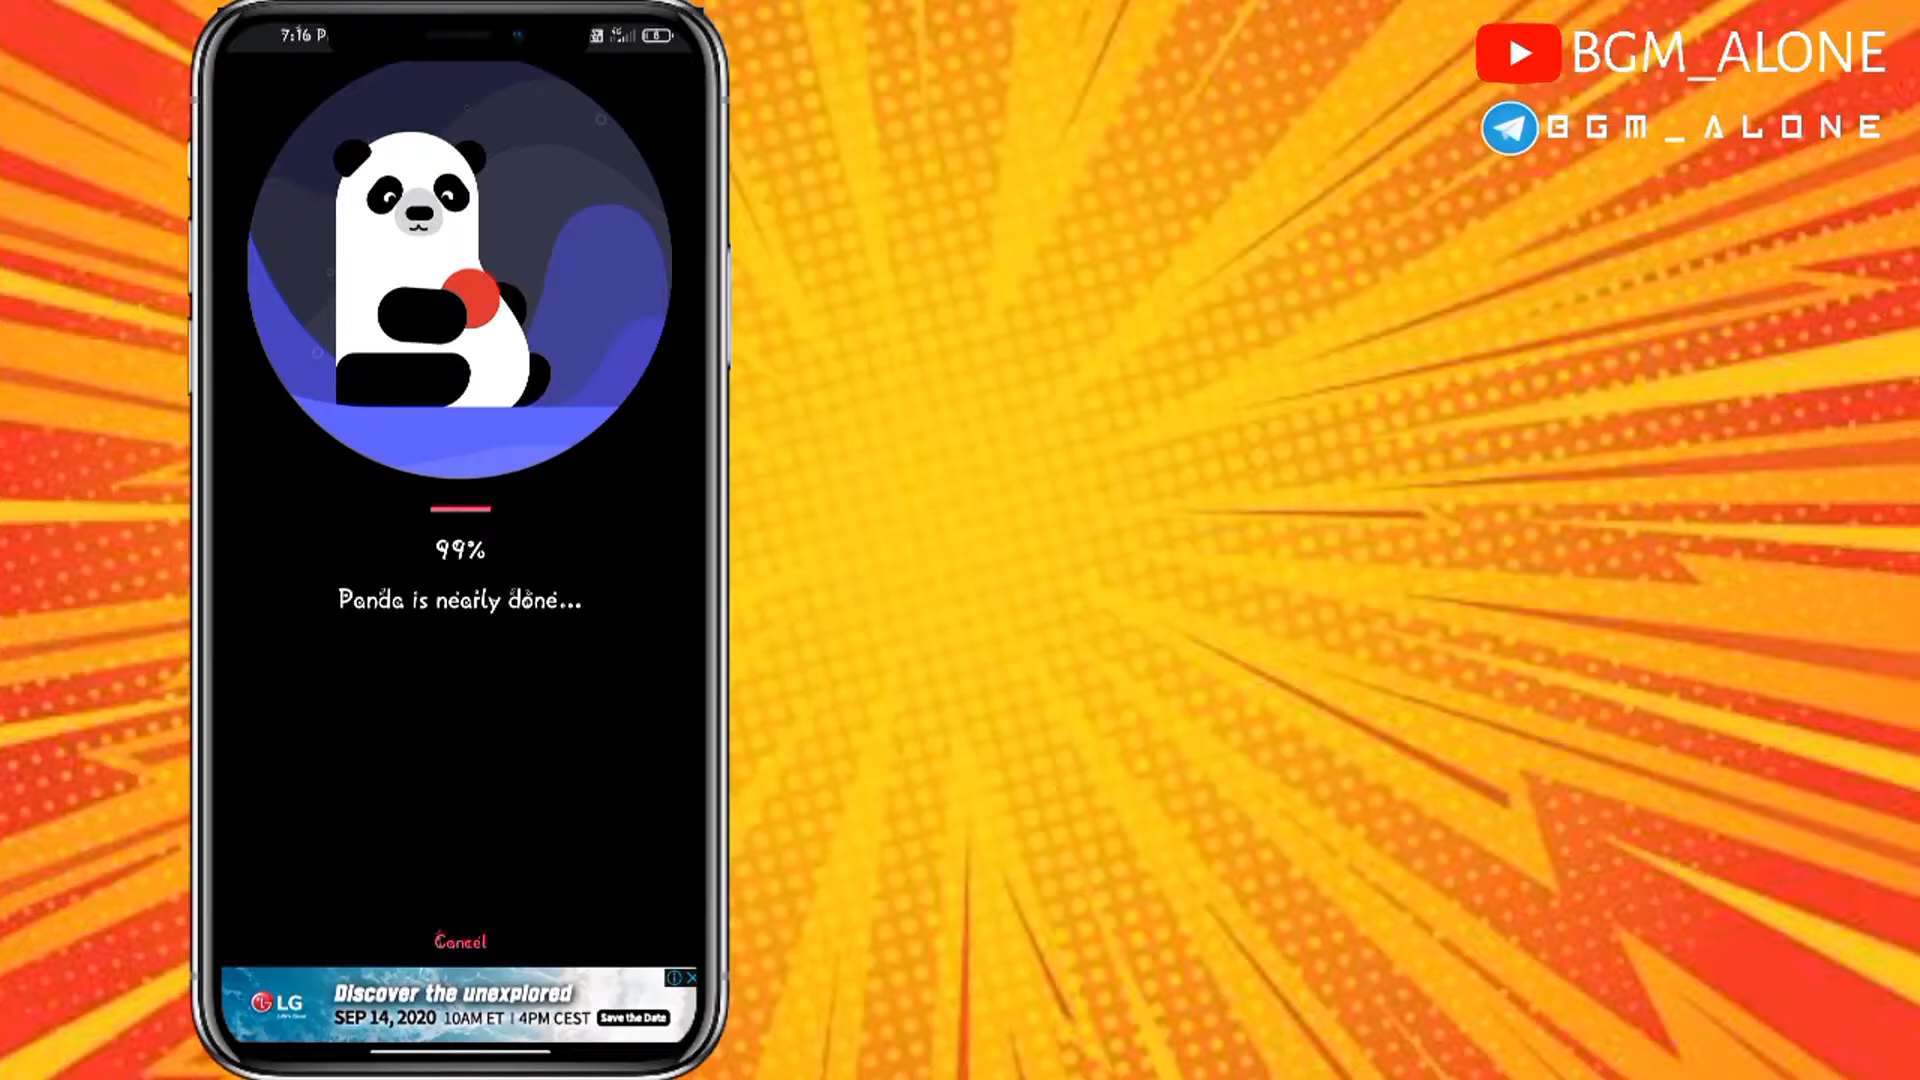 7:16 P
BGM_ALONE
BGM_ALONE
99%
Panda is nearly done...
Cancel
LG
Discover the unexplored
SEP 14, 2020 10AM ET | 4PM CEST Save the Date